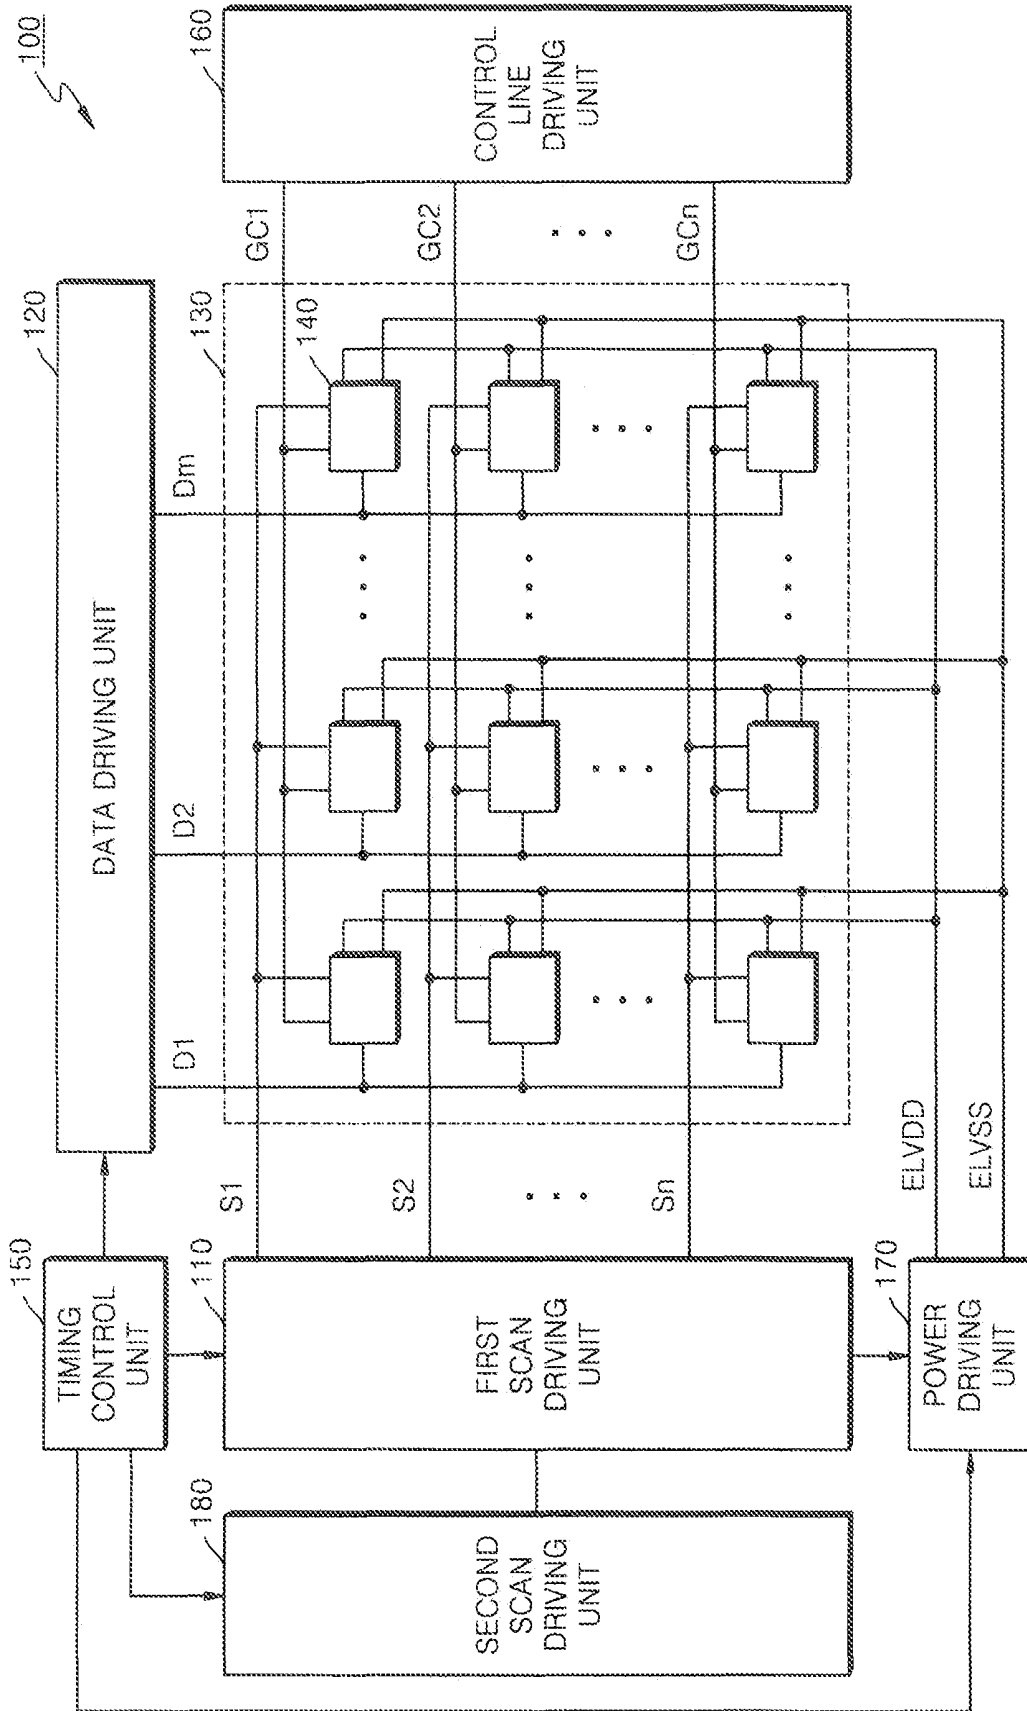 100
120
DATA DRIVING UNIT
150
TIMING
CONTROL
UNIT
D1
D2
Dm
130
160
CONTROL
LINE
DRIVING
UNIT
180
SECOND
SCAN
DRIVING
UNIT
110
FIRST
SCAN
DRIVING
UNIT
S1
S2
Sn
140
GC1
GC2
GCn
170
POWER
DRIVING
UNIT
ELVDD
ELVSS